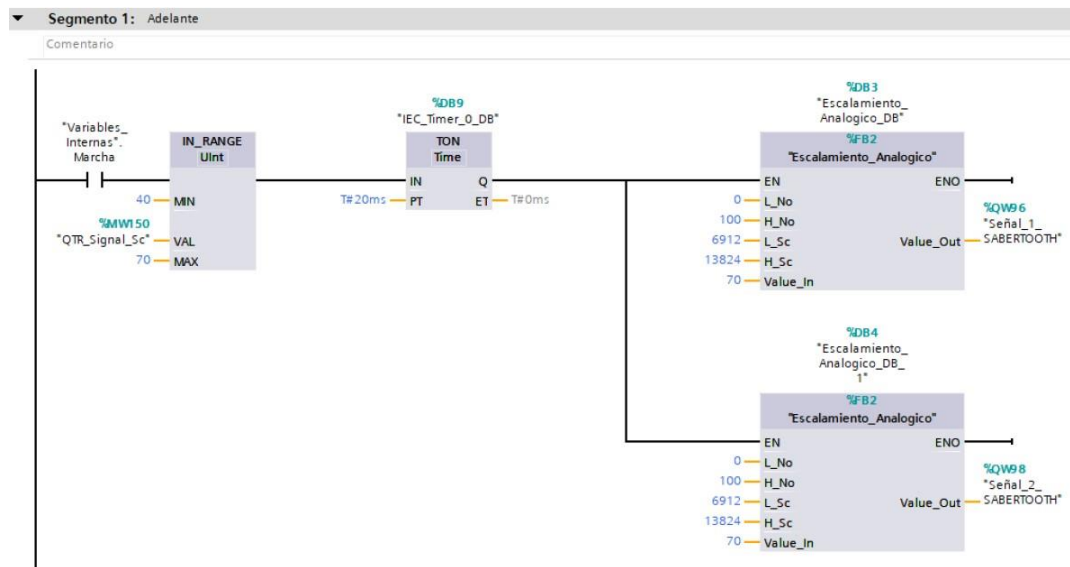 Segmento 1: Adelante
Comentario
"Variables_
Internas".
Marcha
IN_RANGE
UInt
40 MIN
%MW150
"QTR_Signal_Sc" VAL
70 MAX
%DB9
"IEC_Timer_0_DB"
TON
Time
IN Q
T#20ms PT ET T#0ms
%DB3
"Escalamiento_
Analogico_DB"
%FB2
"Escalamiento_Analogico"
EN ENO
0 L_No
100 H_No
6912 L_Sc
13824 H_Sc
70 Value_In
Value_Out
%QW96
"Señal_1_
SABERTOOTH"
%DB4
"Escalamiento_
Analogico_DB_
1"
%FB2
"Escalamiento_Analogico"
EN ENO
0 L_No
100 H_No
6912 L_Sc
13824 H_Sc
70 Value_In
Value_Out
%QW98
"Señal_2_
SABERTOOTH"